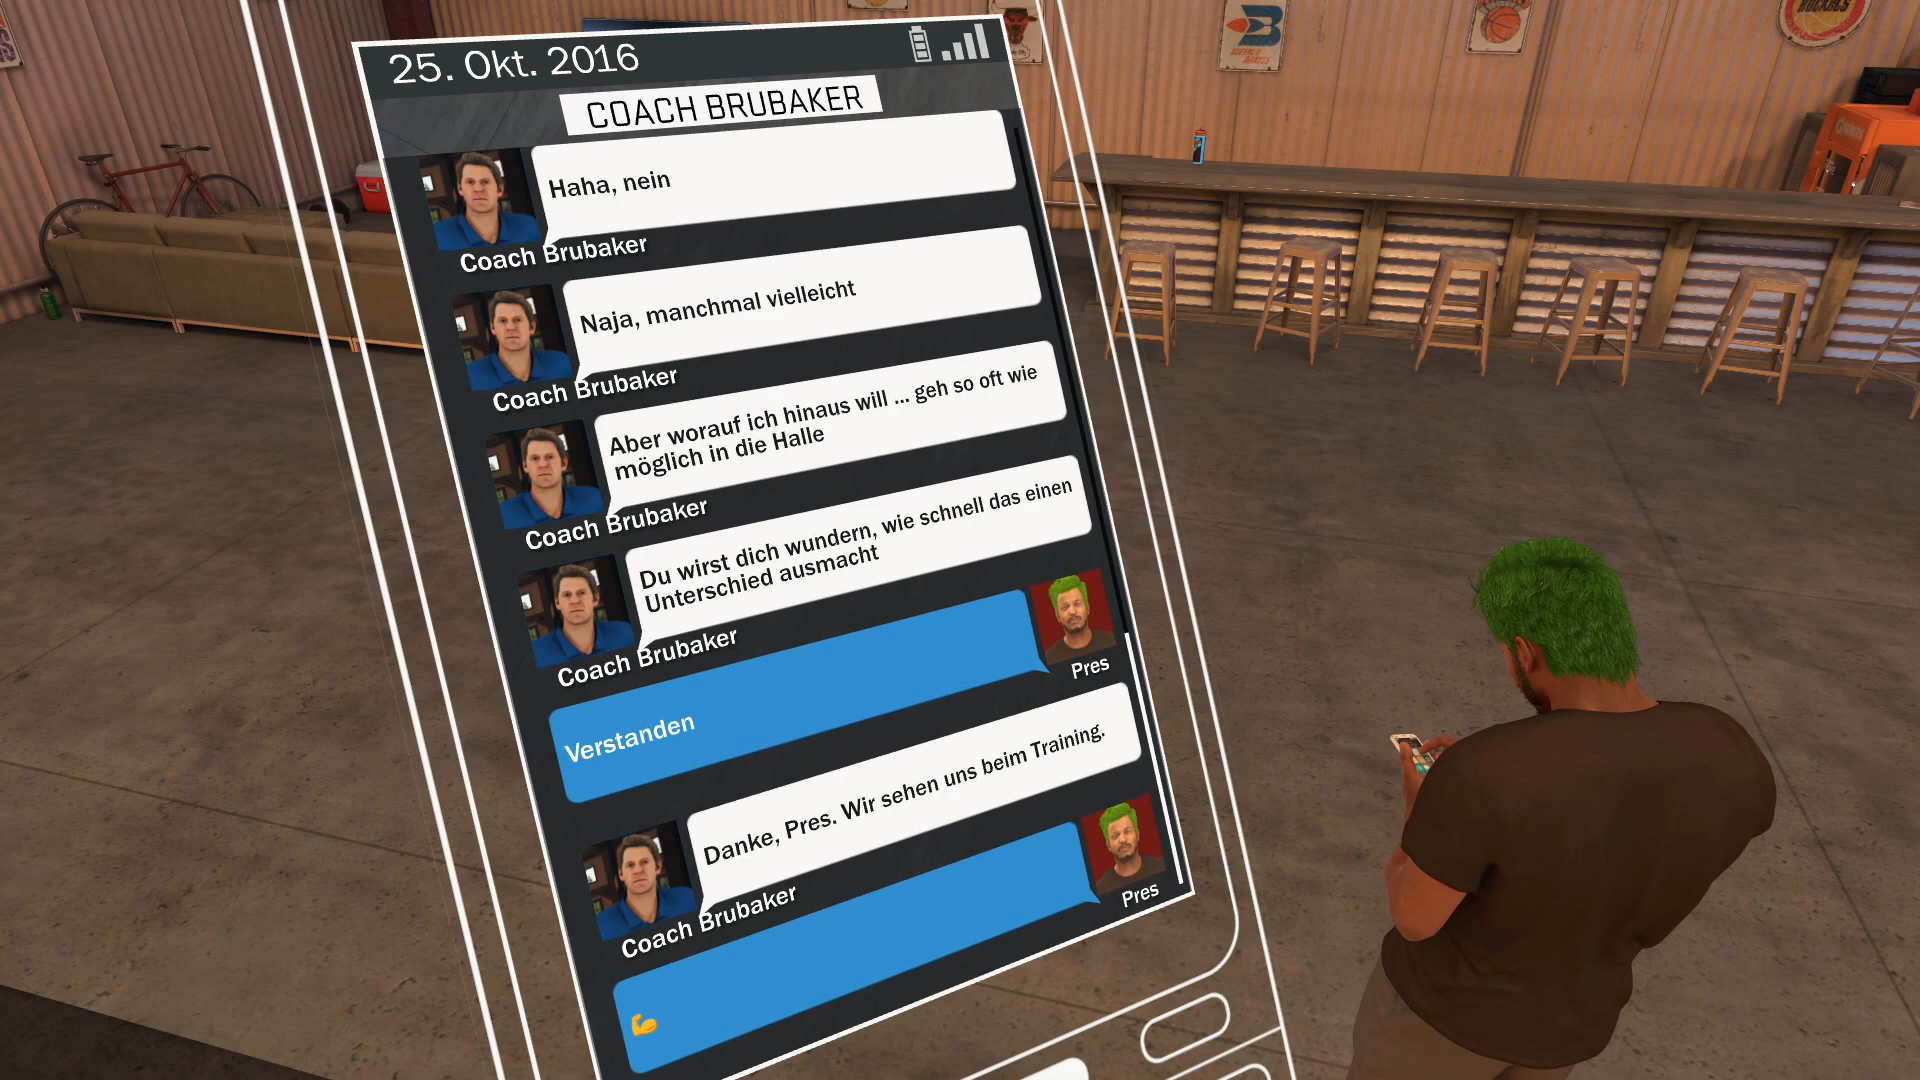 25. Okt. 2016
COACH BRUBAKER
Haha, nein
Coach Brubaker
Naja, manchmal vielleicht
Coach Brubaker
Aber worauf ich hinaus will ... geh so oft wie
möglich in die Halle
Coach Brubaker
Du wirst dich wundern, wie schnell das einen
Unterschied ausmacht
Coach Brubaker
Verstanden
Pres
Danke, Pres. Wir sehen uns beim Training.
Coach Brubaker
💪
Pres